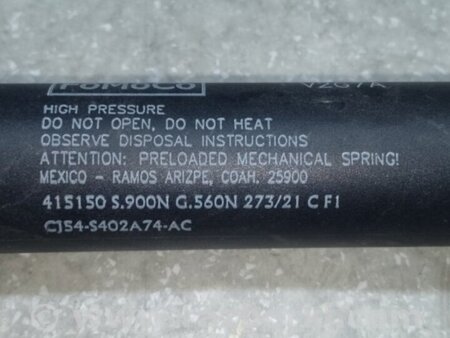 FoMoCo
HIGH PRESSURE
DO NOT OPEN, DO NOT HEAT
OBSERVE DISPOSAL INSTRUCTIONS
ATTENTION: PRELOADED MECHANICAL SPRING!
MEXICO - RAMOS ARIZPE, COAH. 25900
415150 S.900N G.560N 273/21 C F1
CJ54-S402A74-AC